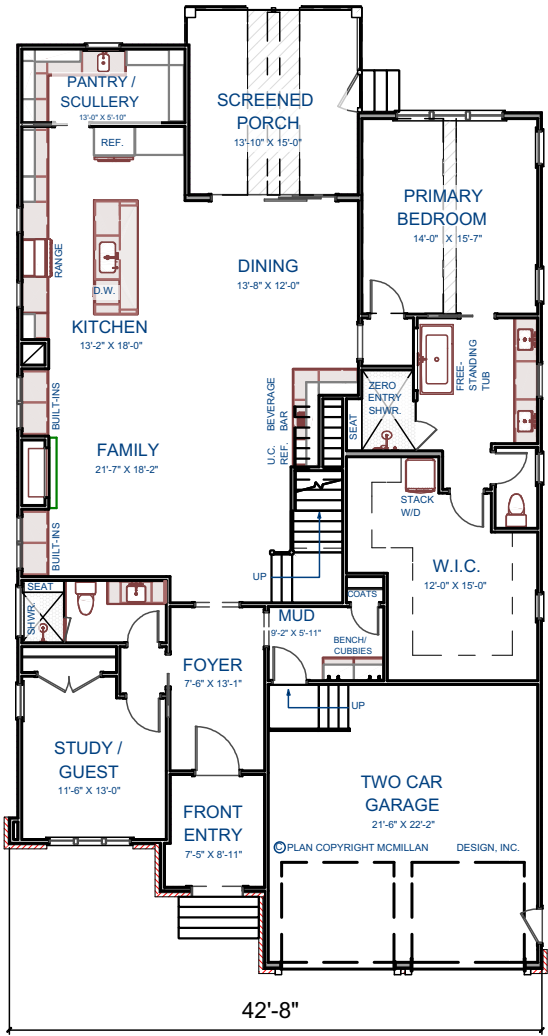 PANTRY /
SCULLERY
13'-0" X 5'-10"
REF.
SCREENED
PORCH
13'-10" X 15'-0"
PRIMARY
BEDROOM
14'-0" X 15'-7"
RANGE
D.W.
KITCHEN
13'-2" X 18'-0"
DINING
13'-8" X 12'-0"
FREE-
STANDING
TUB
ZERO
ENTRY
SHWR.
SEAT
BUILT-INS
U.C. BEVERAGE
REF. BAR
FAMILY
21'-7" X 18'-2"
STACK
W/D
BUILT-INS
W.I.C.
12'-0" X 15'-0"
UP
SEAT
SHWR.
COATS
MUD
9'-2" X 5'-11"
BENCH/
CUBBIES
FOYER
7'-6" X 13'-1"
UP
STUDY /
GUEST
11'-6" X 13'-0"
TWO CAR
GARAGE
21'-6" X 22'-2"
FRONT
ENTRY
7'-5" X 8'-11"
©PLAN COPYRIGHT MCMILLAN DESIGN, INC.
42'-8"